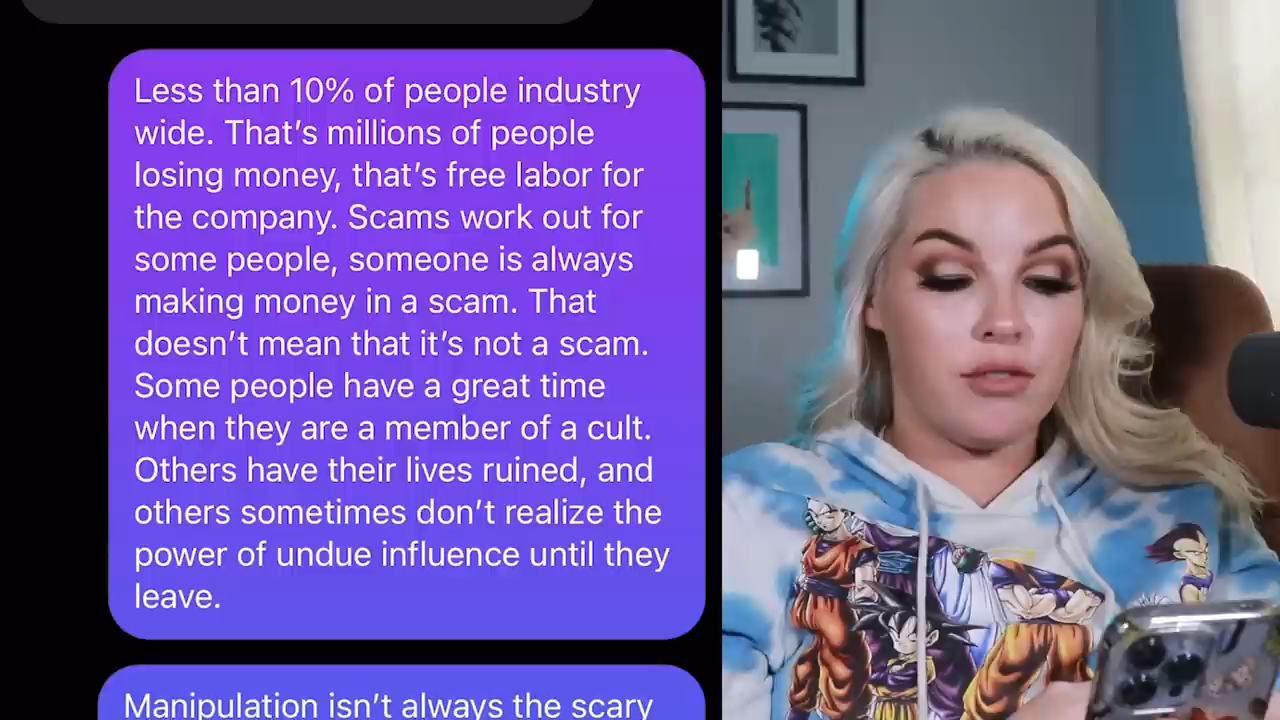 Less than 10% of people industry
wide. That’s millions of people
losing money, that’s free labor for
the company. Scams work out for
some people, someone is always
making money in a scam. That
doesn’t mean that it’s not a scam.
Some people have a great time
when they are a member of a cult.
Others have their lives ruined, and
others sometimes don’t realize the
power of undue influence until they
leave.
Manipulation isn’t always the scary